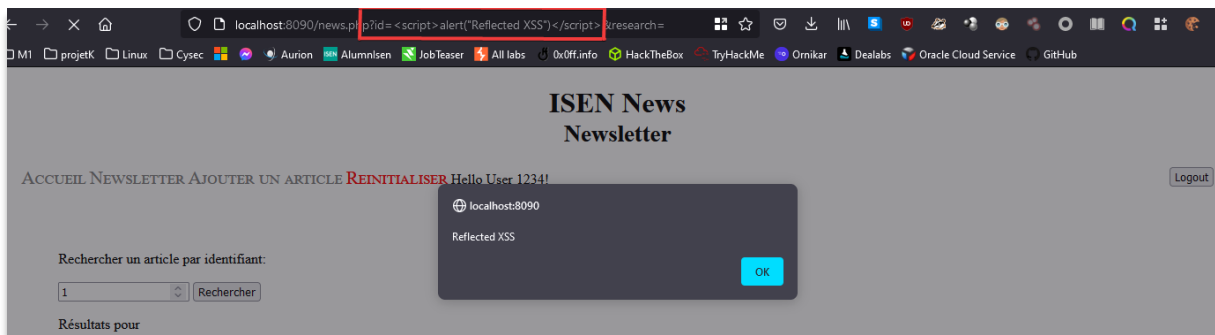 localhost:8090/news.php?id=<script>alert("Reflected XSS")</script>&research=
M1 projetK Linux Cysec Aurion AlumnIsen JobTeaser All labs 0x0ff.info HackTheBox TryHackMe Ornikar Dealabs Oracle Cloud Service GitHub
ISEN News
Newsletter
ACCUEIL NEWSLETTER AJOUTER UN ARTICLE REINITIALISER Hello User 1234!
Logout
localhost:8090
Reflected XSS
OK
Rechercher un article par identifiant:
1 Rechercher
Résultats pour